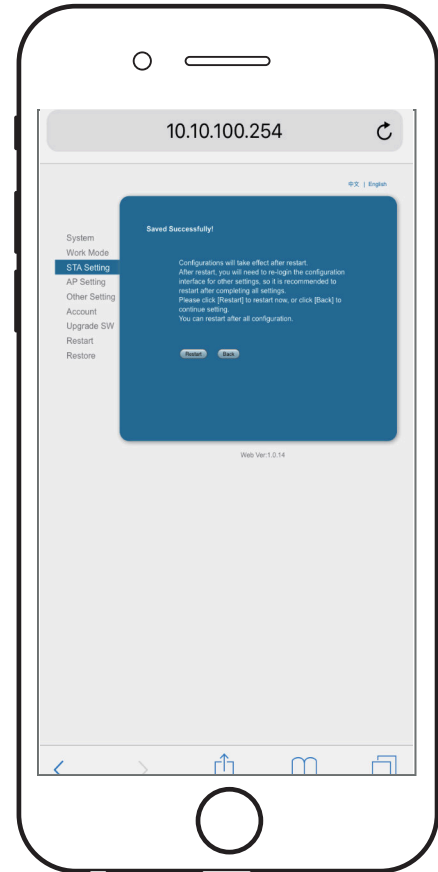 10.10.100.254
中文 | English
System
Work Mode
STA Setting
AP Setting
Other Setting
Account
Upgrade SW
Restart
Restore
Saved Successfully!
Configurations will take effect after restart.
After restart, you will need to re-login the configuration
interface for other settings, so it is recommended to
restart after completing all settings.
Please click [Restart] to restart now, or click [Back] to
continue setting.
You can restart after all configuration.
Restart Back
Web Ver:1.0.14